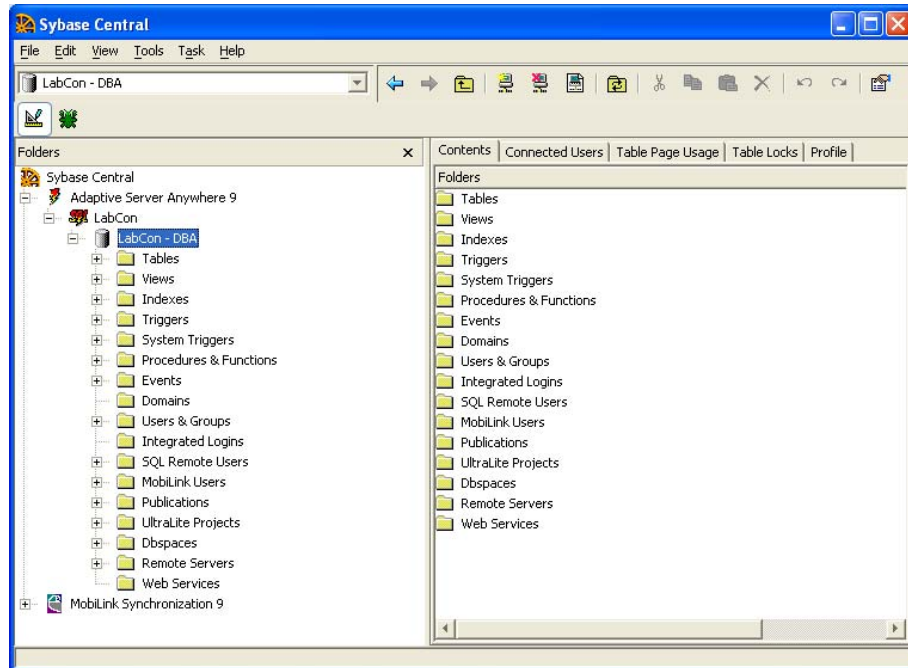 Sybase Central
File Edit View Tools Task Help
LabCon - DBA
Folders
Sybase Central
Adaptive Server Anywhere 9
LabCon
LabCon - DBA
Tables
Views
Indexes
Triggers
System Triggers
Procedures & Functions
Events
Domains
Users & Groups
Integrated Logins
SQL Remote Users
MobiLink Users
Publications
UltraLite Projects
Dbspaces
Remote Servers
Web Services
MobiLink Synchronization 9
Contents Connected Users Table Page Usage Table Locks Profile
Folders
Tables
Views
Indexes
Triggers
System Triggers
Procedures & Functions
Events
Domains
Users & Groups
Integrated Logins
SQL Remote Users
MobiLink Users
Publications
UltraLite Projects
Dbspaces
Remote Servers
Web Services